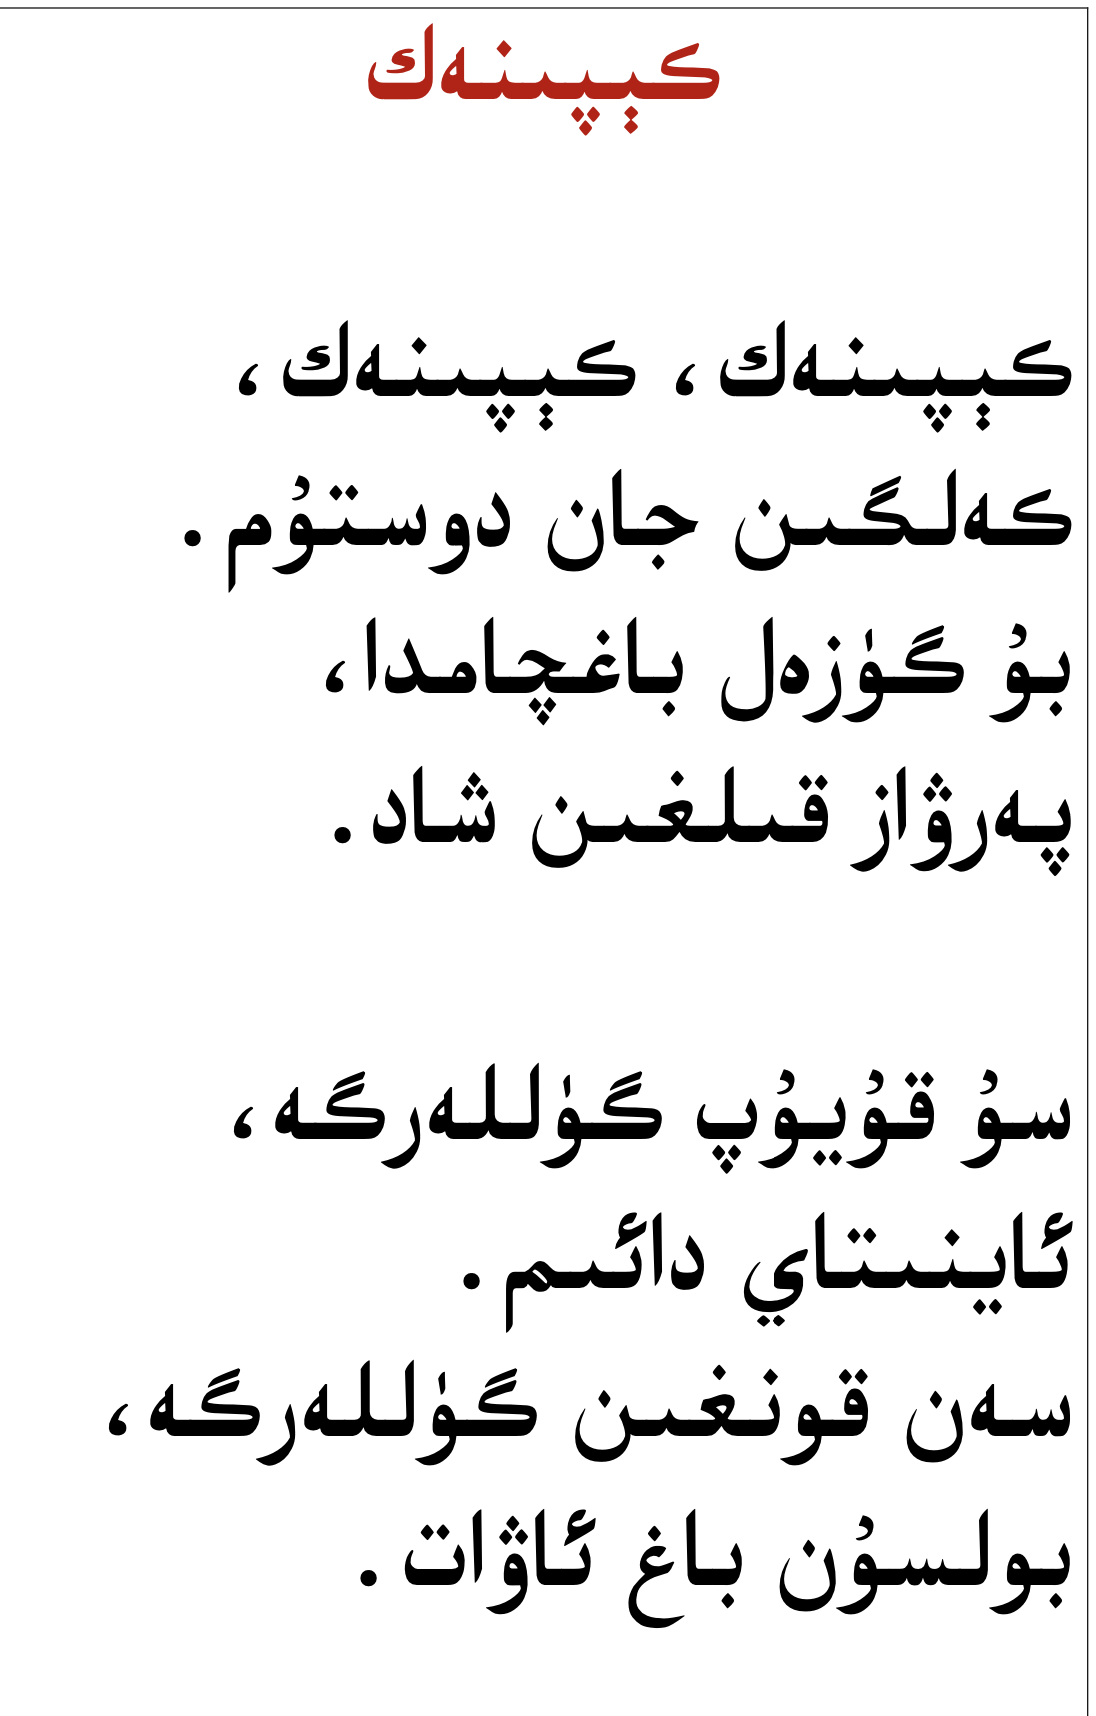 كېپىنەك
كېپىنەك، كېپىنەك،
كەلگىن جان دوستۇم.
بۇ گۈزەل باغچامدا،
پەرۋاز قىلغىن شاد.
سۇ قۇيۇپ گۈللەرگە،
ئاينىتاي دائىم.
سەن قونغىن گۈللەرگە،
بولسۇن باغ ئاۋات.